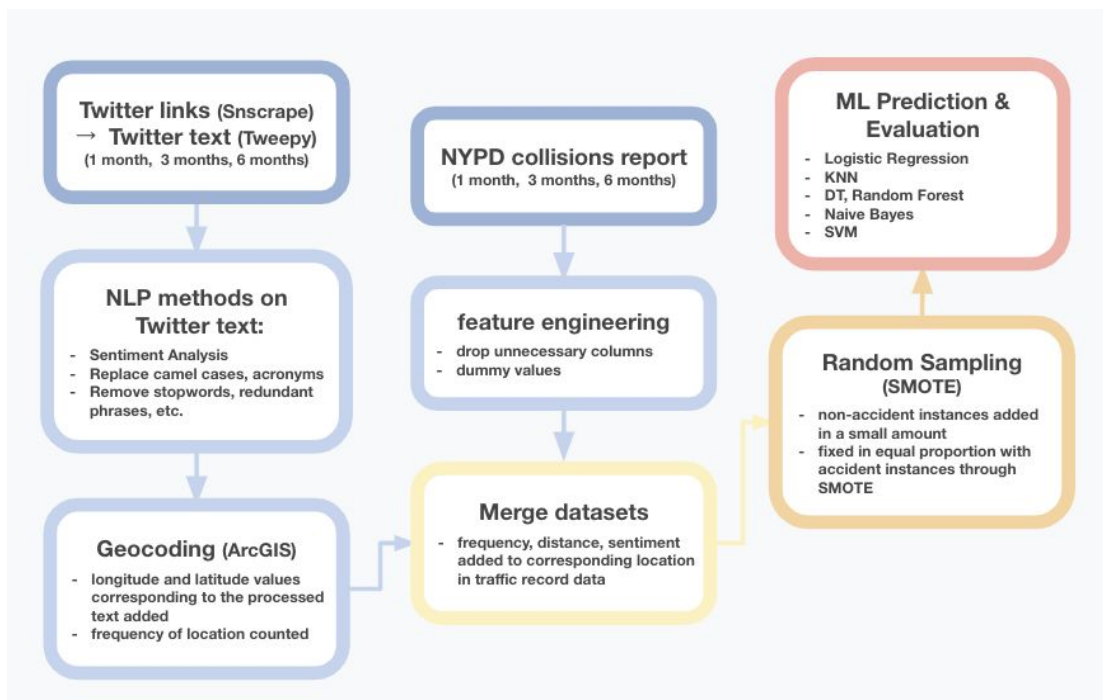 Twitter links (Snscrape)
→ Twitter text (Tweepy)
(1 month, 3 months, 6 months)
NLP methods on
Twitter text:
- Sentiment Analysis
- Replace camel cases, acronyms
- Remove stopwords, redundant
phrases, etc.
Geocoding (ArcGIS)
- longitude and latitude values
corresponding to the processed
text added
- frequency of location counted
NYPD collisions report
(1 month, 3 months, 6 months)
feature engineering
- drop unnecessary columns
- dummy values
Merge datasets
- frequency, distance, sentiment
added to corresponding location
in traffic record data
Random Sampling
(SMOTE)
- non-accident instances added
in a small amount
- fixed in equal proportion with
accident instances through
SMOTE
ML Prediction &
Evaluation
- Logistic Regression
- KNN
- DT, Random Forest
- Naive Bayes
- SVM